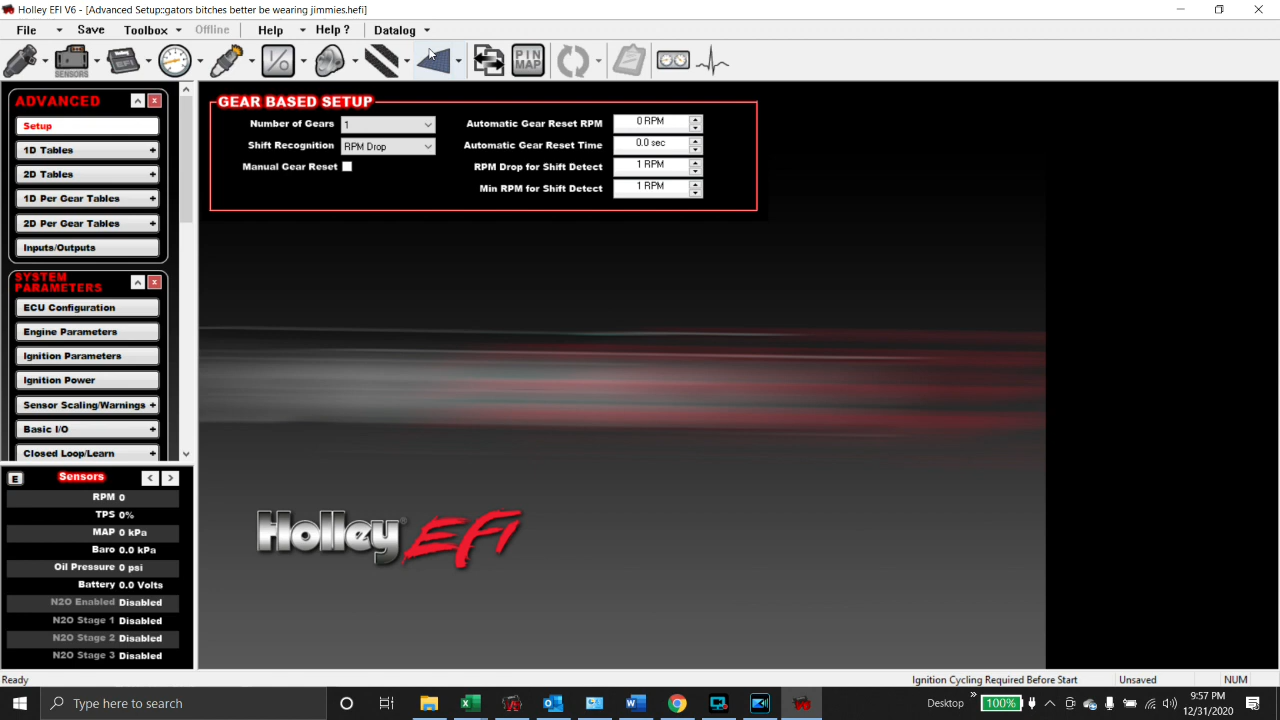 Holley EFI V6 - [Advanced Setup::gators bitches better be wearing jimmies.hefi]
File Save Toolbox Offline Help Help ? Datalog
SENSORS EFI I/O PIN MAP
ADVANCED
Setup
1D Tables +
2D Tables +
1D Per Gear Tables +
2D Per Gear Tables +
Inputs/Outputs
SYSTEM
PARAMETERS
ECU Configuration
Engine Parameters
Ignition Parameters
Ignition Power
Sensor Scaling/Warnings +
Basic I/O +
Closed Loop/Learn +
E Sensors < >
RPM 0
TPS 0%
MAP 0 kPa
Baro 0.0 kPa
Oil Pressure 0 psi
Battery 0.0 Volts
N2O Enabled Disabled
N2O Stage 1 Disabled
N2O Stage 2 Disabled
N2O Stage 3 Disabled
GEAR BASED SETUP
Number of Gears 1
Shift Recognition RPM Drop
Manual Gear Reset
Automatic Gear Reset RPM 0 RPM
Automatic Gear Reset Time 0.0 sec
RPM Drop for Shift Detect 1 RPM
Min RPM for Shift Detect 1 RPM
Holley® EFI
Ready Ignition Cycling Required Before Start Unsaved NUM
Type here to search Desktop » 100% 9:57 PM
12/31/2020